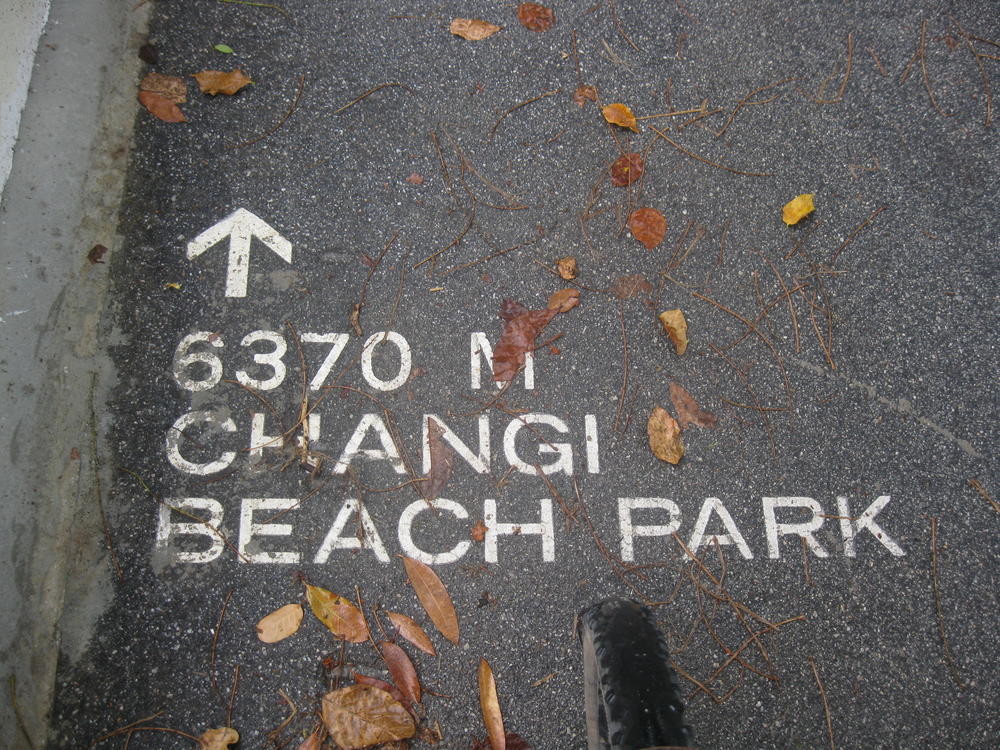 6370 M
CHANGI
BEACH PARK